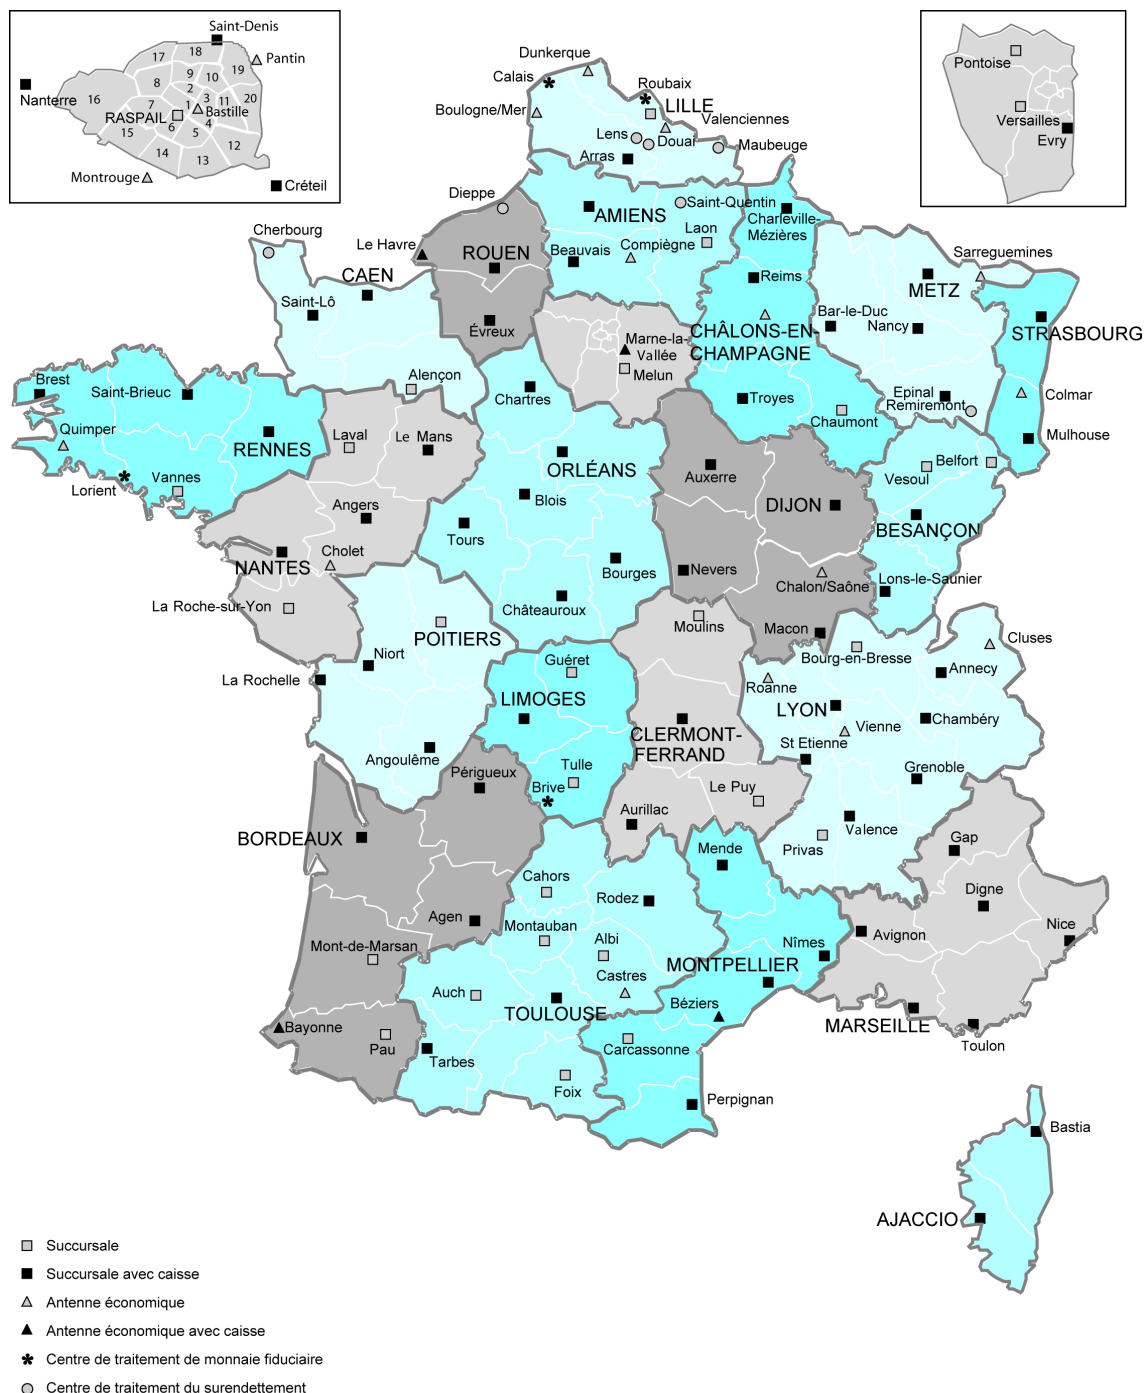 Saint-Denis
Pantin
Nanterre
RASPAIL
Bastille
Montrouge
Créteil
17
18
19
16
8
9
10
2
7
1
3
11
20
15
6
4
5
14
13
12
Pontoise
Versailles
Evry
Dunkerque
Calais
Boulogne/Mer
Roubaix
LILLE
Valenciennes
Lens
Douai
Maubeuge
Arras
Dieppe
AMIENS
Saint-Quentin
Charleville-
Mézières
Laon
Cherbourg
Le Havre
ROUEN
Beauvais
Compiègne
Reims
Sarreguemines
CAEN
METZ
Saint-Lô
Évreux
Bar-le-Duc
Nancy
STRASBOURG
CHÂLONS-EN-
CHAMPAGNE
Marne-la-
Vallée
Melun
Alençon
Brest
Saint-Brieuc
Chartres
Troyes
Chaumont
Epinal
Remiremont
Colmar
Quimper
RENNES
Laval
Le Mans
Mulhouse
ORLÉANS
Auxerre
Vesoul
Belfort
Lorient
Vannes
Angers
Blois
DIJON
BESANÇON
Tours
NANTES
Cholet
Bourges
Nevers
Chalon/Saône
Lons-le-Saunier
La Roche-sur-Yon
Châteauroux
POITIERS
Moulins
Macon
Cluses
Niort
Guéret
Bourg-en-Bresse
Annecy
La Rochelle
Roanne
LIMOGES
LYON
Chambéry
CLERMONT-
FERRAND
Vienne
St Etienne
Angoulême
Périgueux
Tulle
Grenoble
Brive
Le Puy
BORDEAUX
Aurillac
Valence
Privas
Mende
Gap
Cahors
Rodez
Digne
Agen
Montauban
Albi
Avignon
Nice
Mont-de-Marsan
Nîmes
Castres
MONTPELLIER
Auch
TOULOUSE
Béziers
MARSEILLE
Bayonne
Toulon
Pau
Tarbes
Carcassonne
Foix
Perpignan
Bastia
AJACCIO
Succursale
Succursale avec caisse
Antenne économique
Antenne économique avec caisse
Centre de traitement de monnaie fiduciaire
Centre de traitement du surendettement